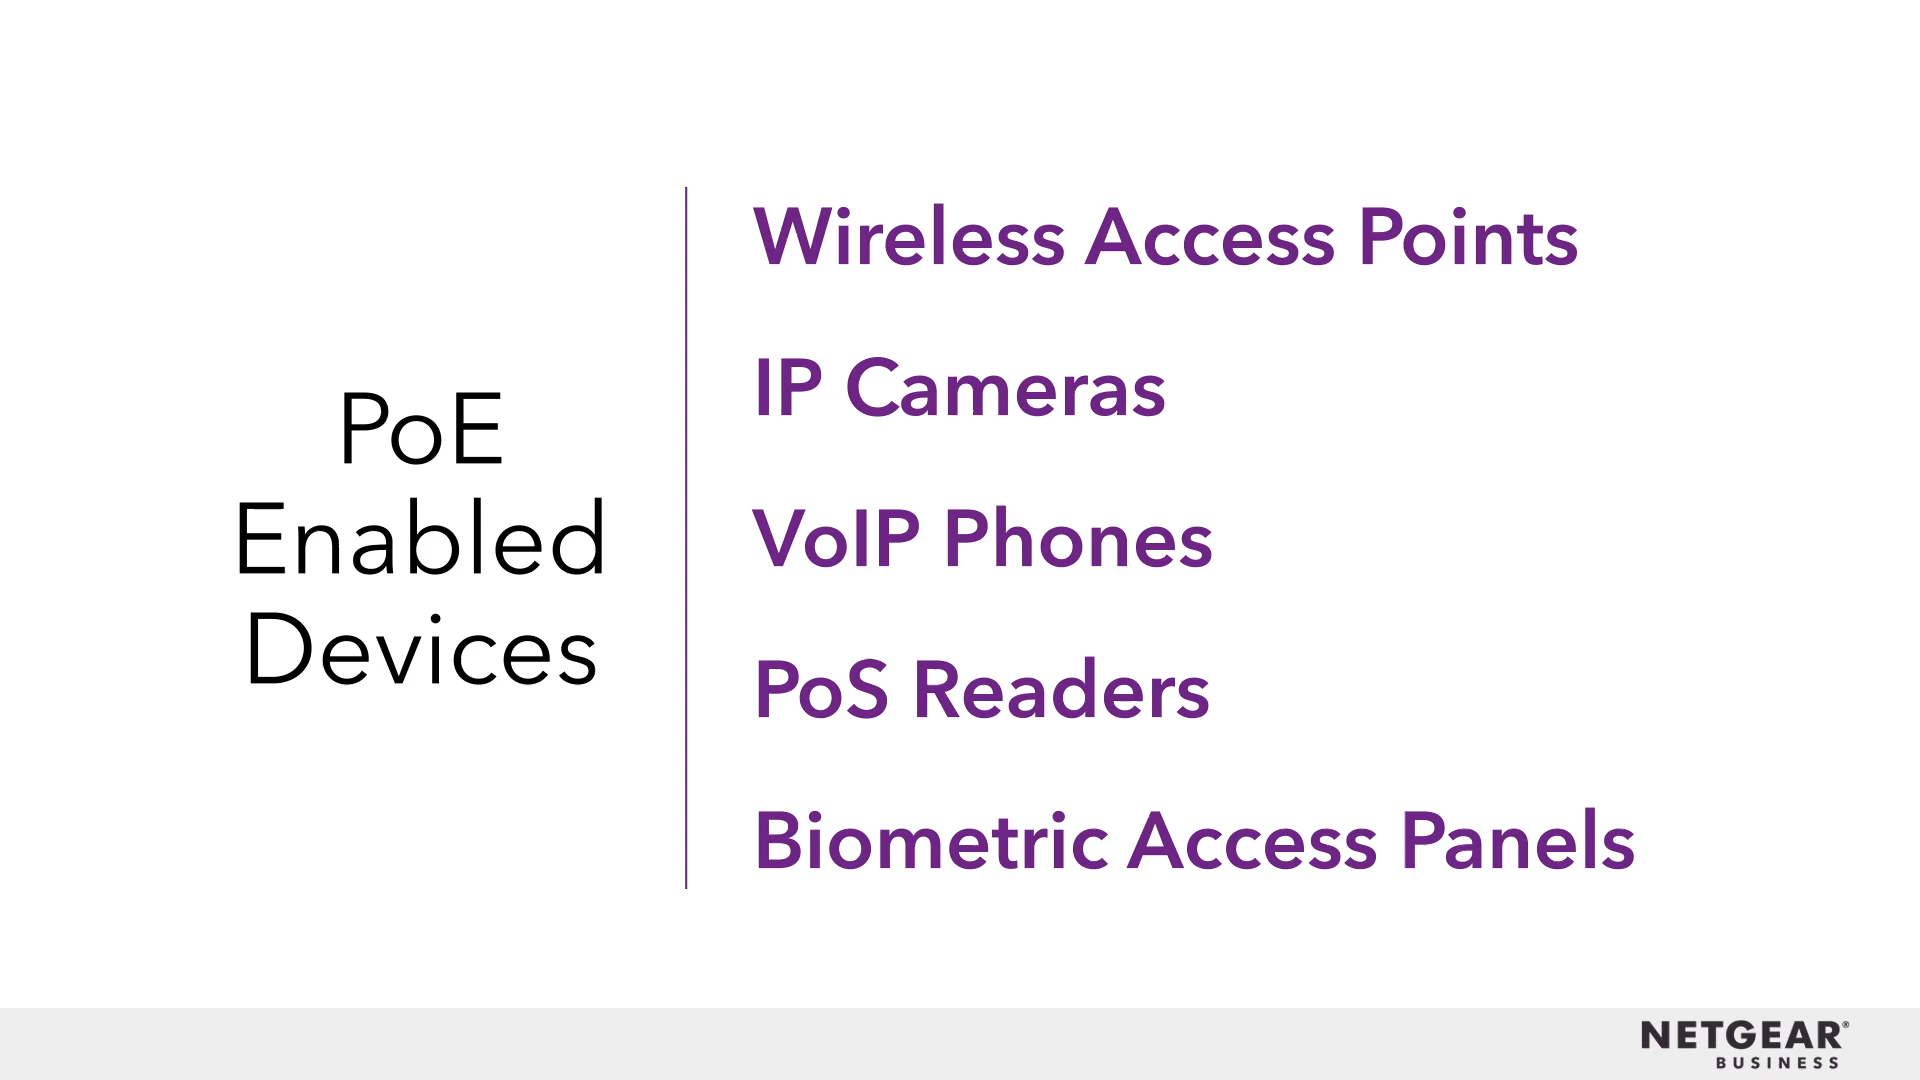 PoE
Enabled
Devices
Wireless Access Points
IP Cameras
VoIP Phones
PoS Readers
Biometric Access Panels
NETGEAR®
BUSINESS